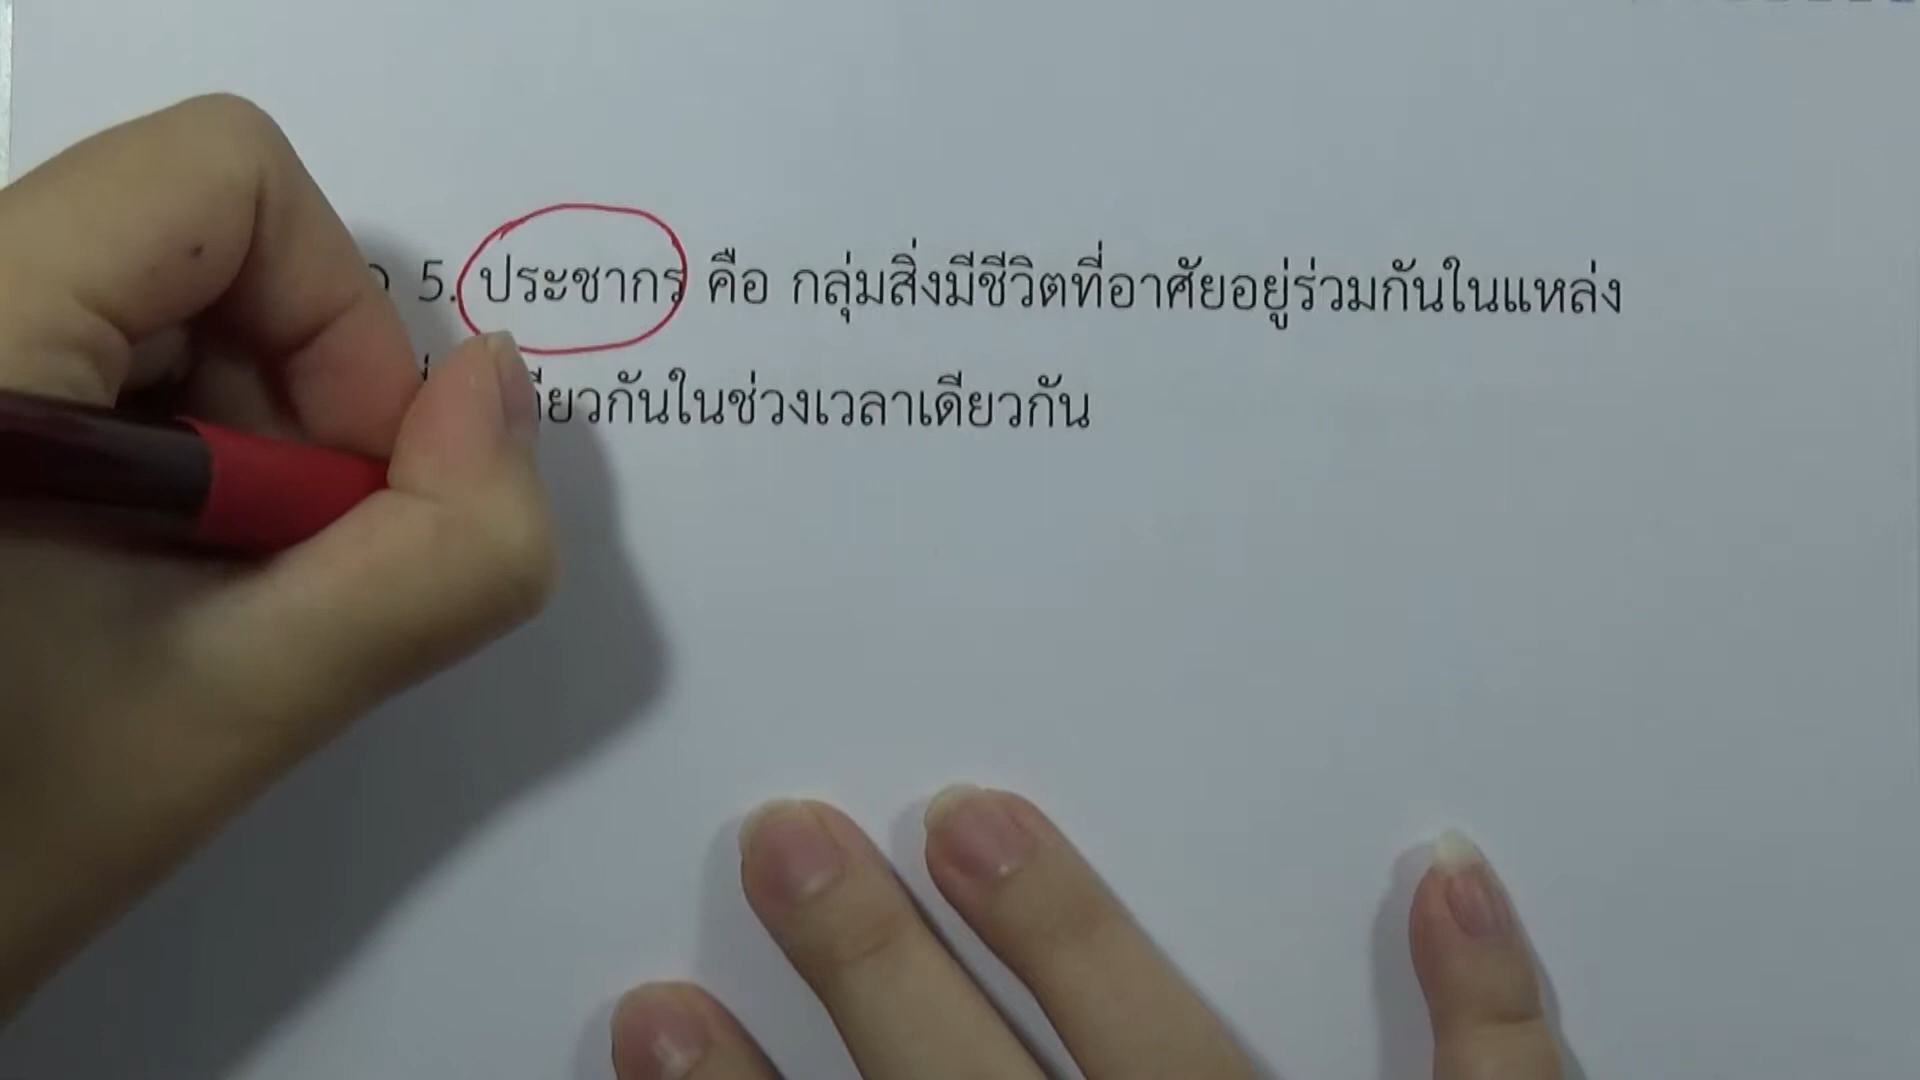 5. ประชากร คือ กลุ่มสิ่งมีชีวิตที่อาศัยอยู่ร่วมกันในแหล่ง
เดียวกันในช่วงเวลาเดียวกัน